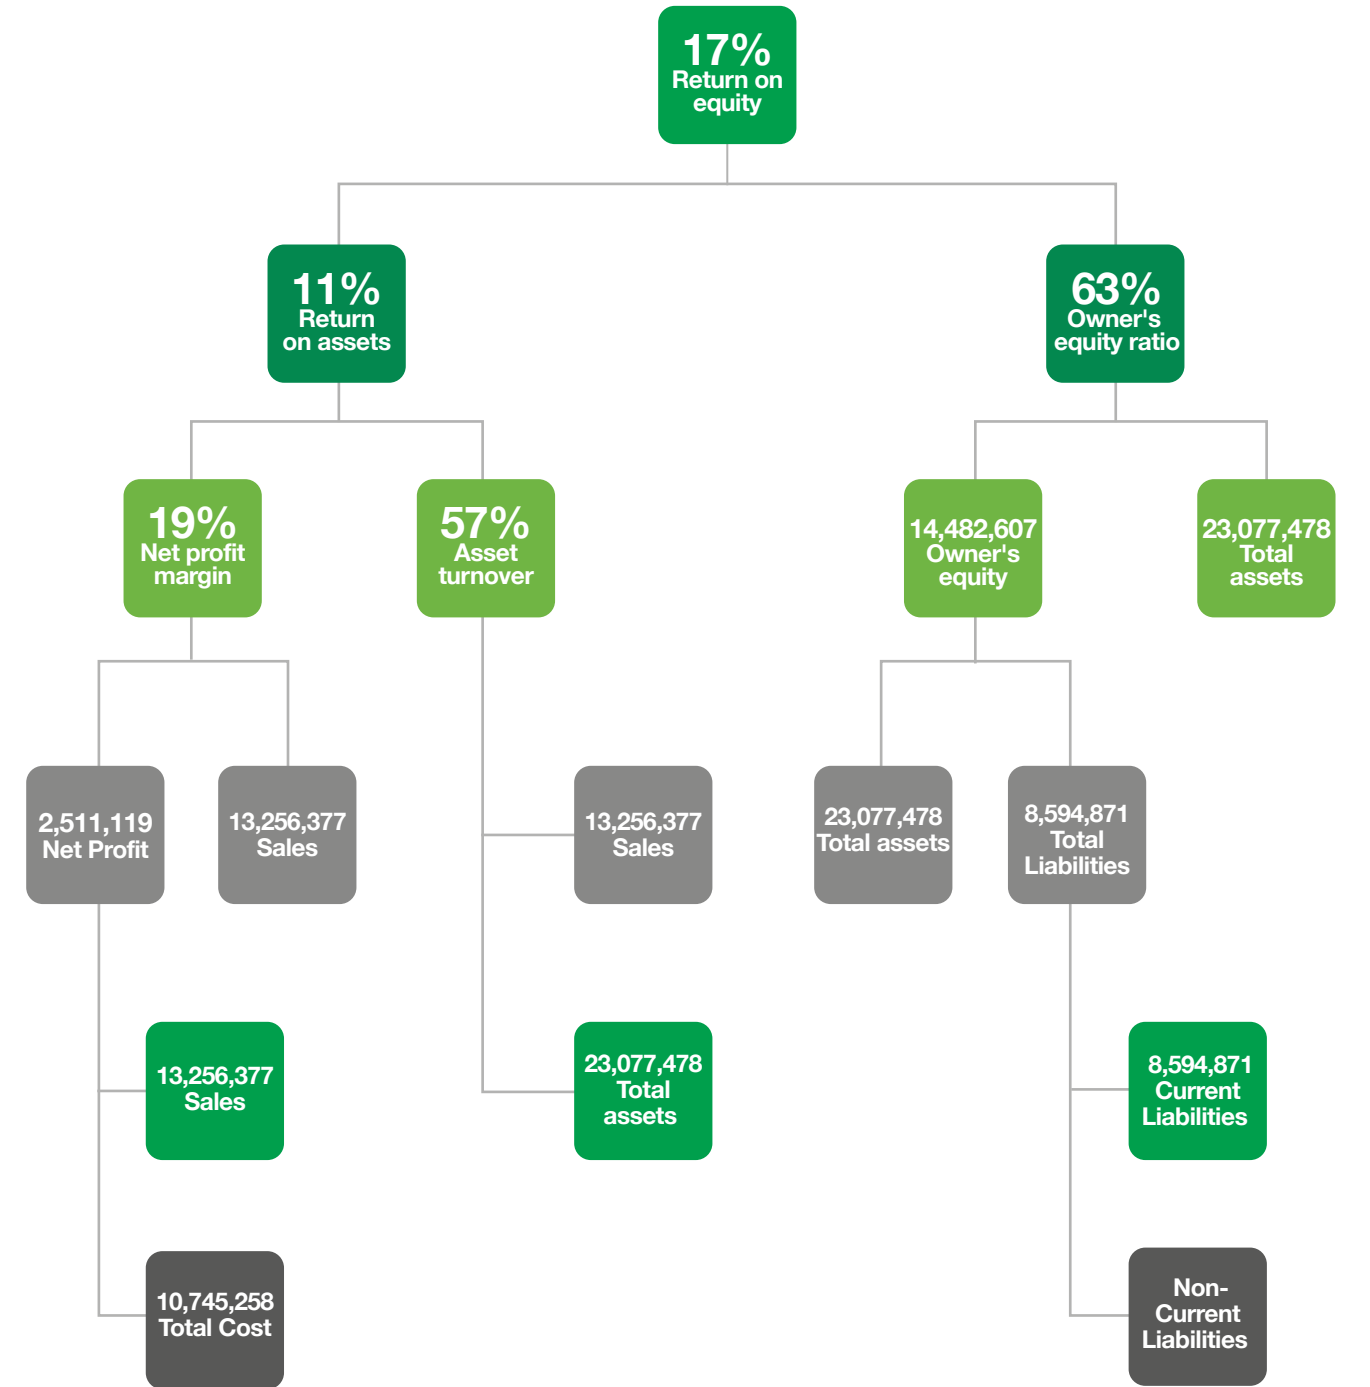 17%
Return on
equity
11%
Return
on assets
63%
Owner's
equity ratio
19%
Net profit
margin
57%
Asset
turnover
14,482,607
Owner's
equity
23,077,478
Total
assets
2,511,119
Net Profit
13,256,377
Sales
13,256,377
Sales
23,077,478
Total assets
8,594,871
Total
Liabilities
13,256,377
Sales
23,077,478
Total
assets
8,594,871
Current
Liabilities
10,745,258
Total Cost
Non-
Current
Liabilities